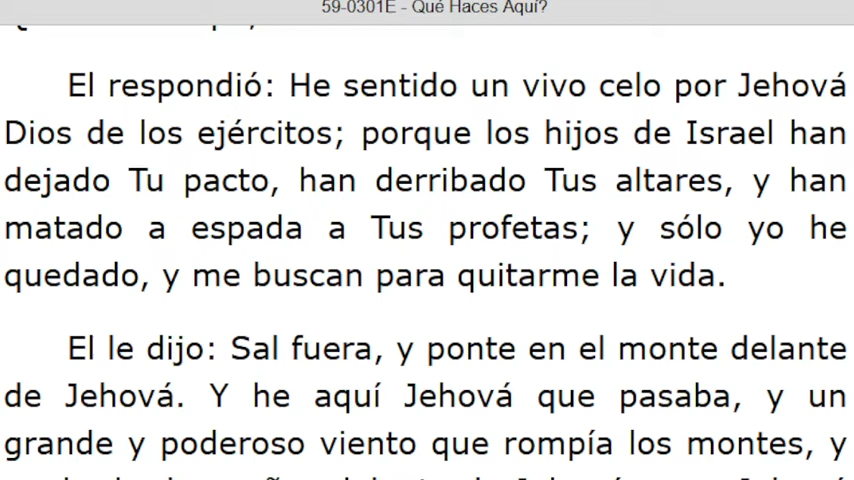 59-0301E - Qué Haces Aquí?
El respondió: He sentido un vivo celo por Jehová
Dios de los ejércitos; porque los hijos de Israel han
dejado Tu pacto, han derribado Tus altares, y han
matado a espada a Tus profetas; y sólo yo he
quedado, y me buscan para quitarme la vida.
El le dijo: Sal fuera, y ponte en el monte delante
de Jehová. Y he aquí Jehová que pasaba, y un
grande y poderoso viento que rompía los montes, y